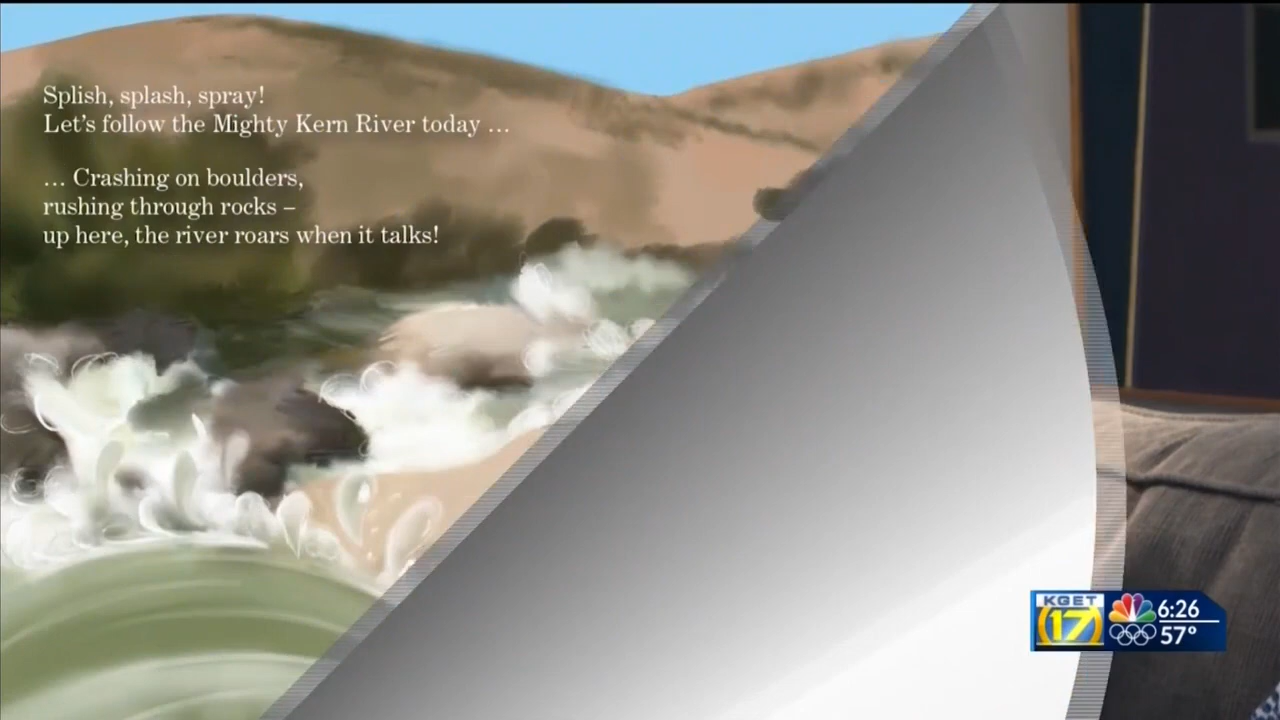 Splish, splash, spray!
Let's follow the Mighty Kern River today …
… Crashing on boulders,
rushing through rocks –
up here, the river roars when it talks!
KGET
17
6:26
57°